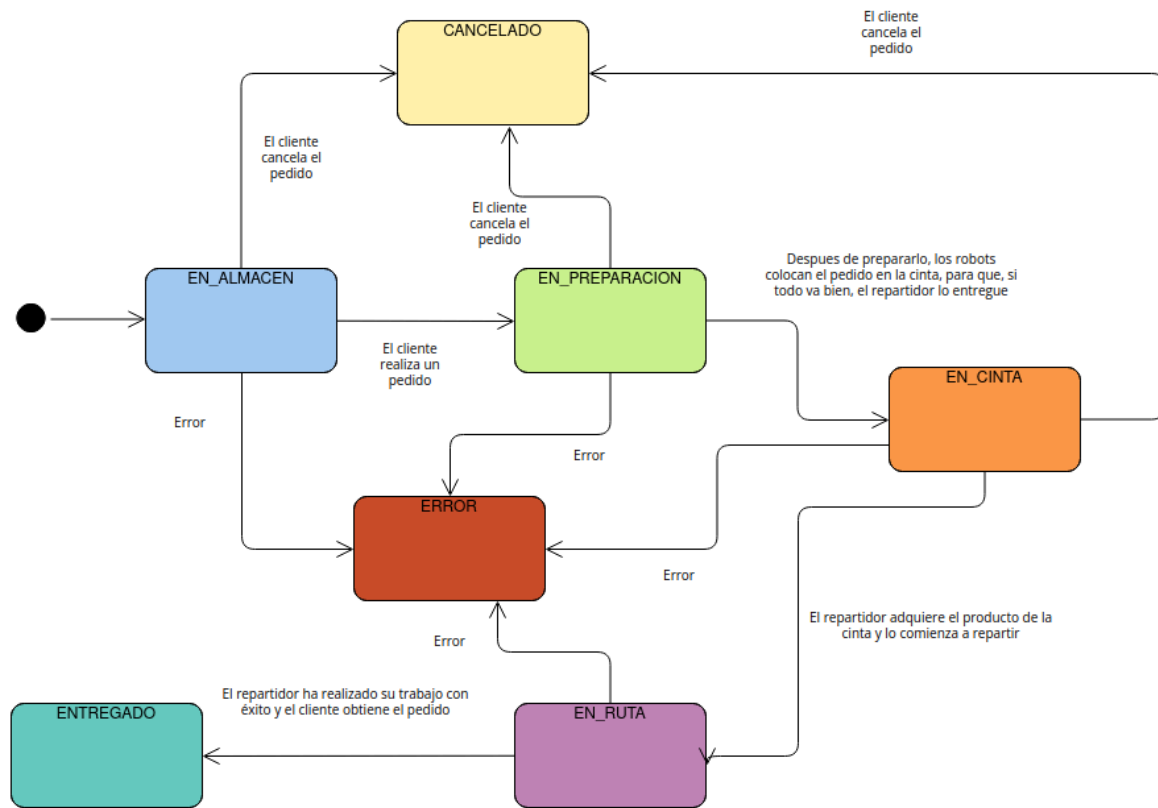 El cliente
cancela el
pedido
CANCELADO
El cliente
cancela el
pedido
El cliente
cancela el
pedido
Despues de prepararlo, los robots
colocan el pedido en la cinta, para que, si
todo va bien, el repartidor lo entregue
EN_ALMACEN
EN_PREPARACION
El cliente
realiza un
pedido
EN_CINTA
Error
Error
ERROR
Error
El repartidor adquiere el producto de la
cinta y lo comienza a repartir
Error
El repartidor ha realizado su trabajo con
éxito y el cliente obtiene el pedido
ENTREGADO
EN_RUTA